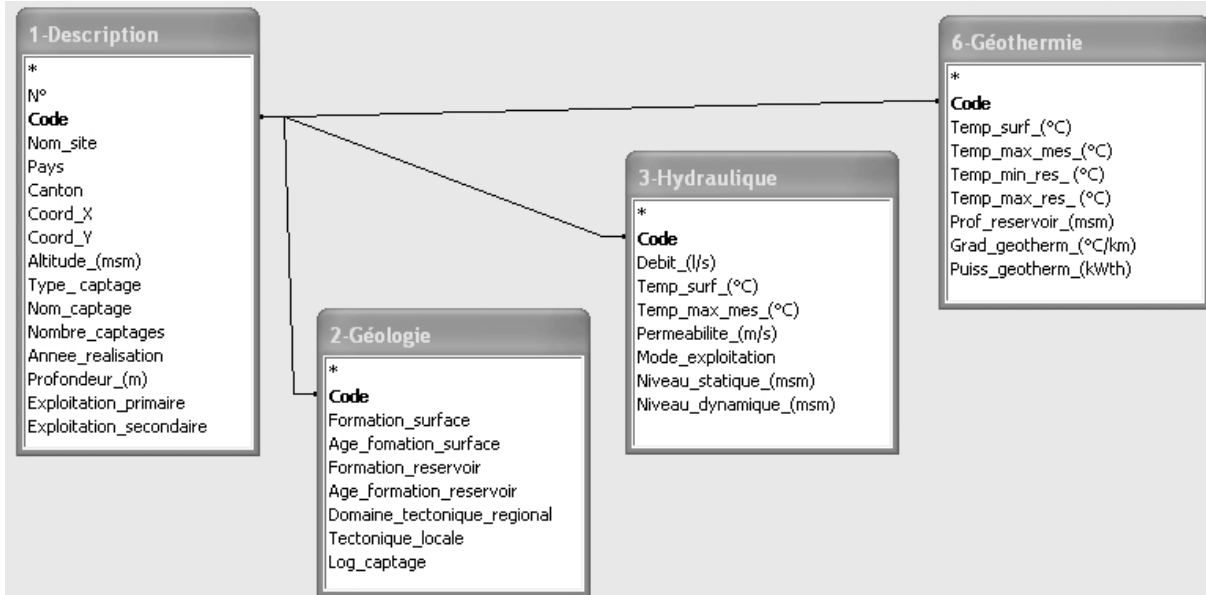 1-Description
*
N°
Code
Nom_site
Pays
Canton
Coord_X
Coord_Y
Altitude_(msm)
Type_ captage
Nom_captage
Nombre_captages
Annee_realisation
Profondeur_(m)
Exploitation_primaire
Exploitation_secondaire
2-Géologie
*
Code
Formation_surface
Age_fomation_surface
Formation_reservoir
Age_formation_reservoir
Domaine_tectonique_regional
Tectonique_locale
Log_captage
3-Hydraulique
*
Code
Debit_(l/s)
Temp_surf_(°C)
Temp_max_mes_(°C)
Permeabilite_(m/s)
Mode_exploitation
Niveau_statique_(msm)
Niveau_dynamique_(msm)
6-Géothermie
*
Code
Temp_surf_(°C)
Temp_max_mes_(°C)
Temp_min_res_ (°C)
Temp_max_res_ (°C)
Prof_reservoir_(msm)
Grad_geotherm_(°C/km)
Puiss_geotherm_(kWth)